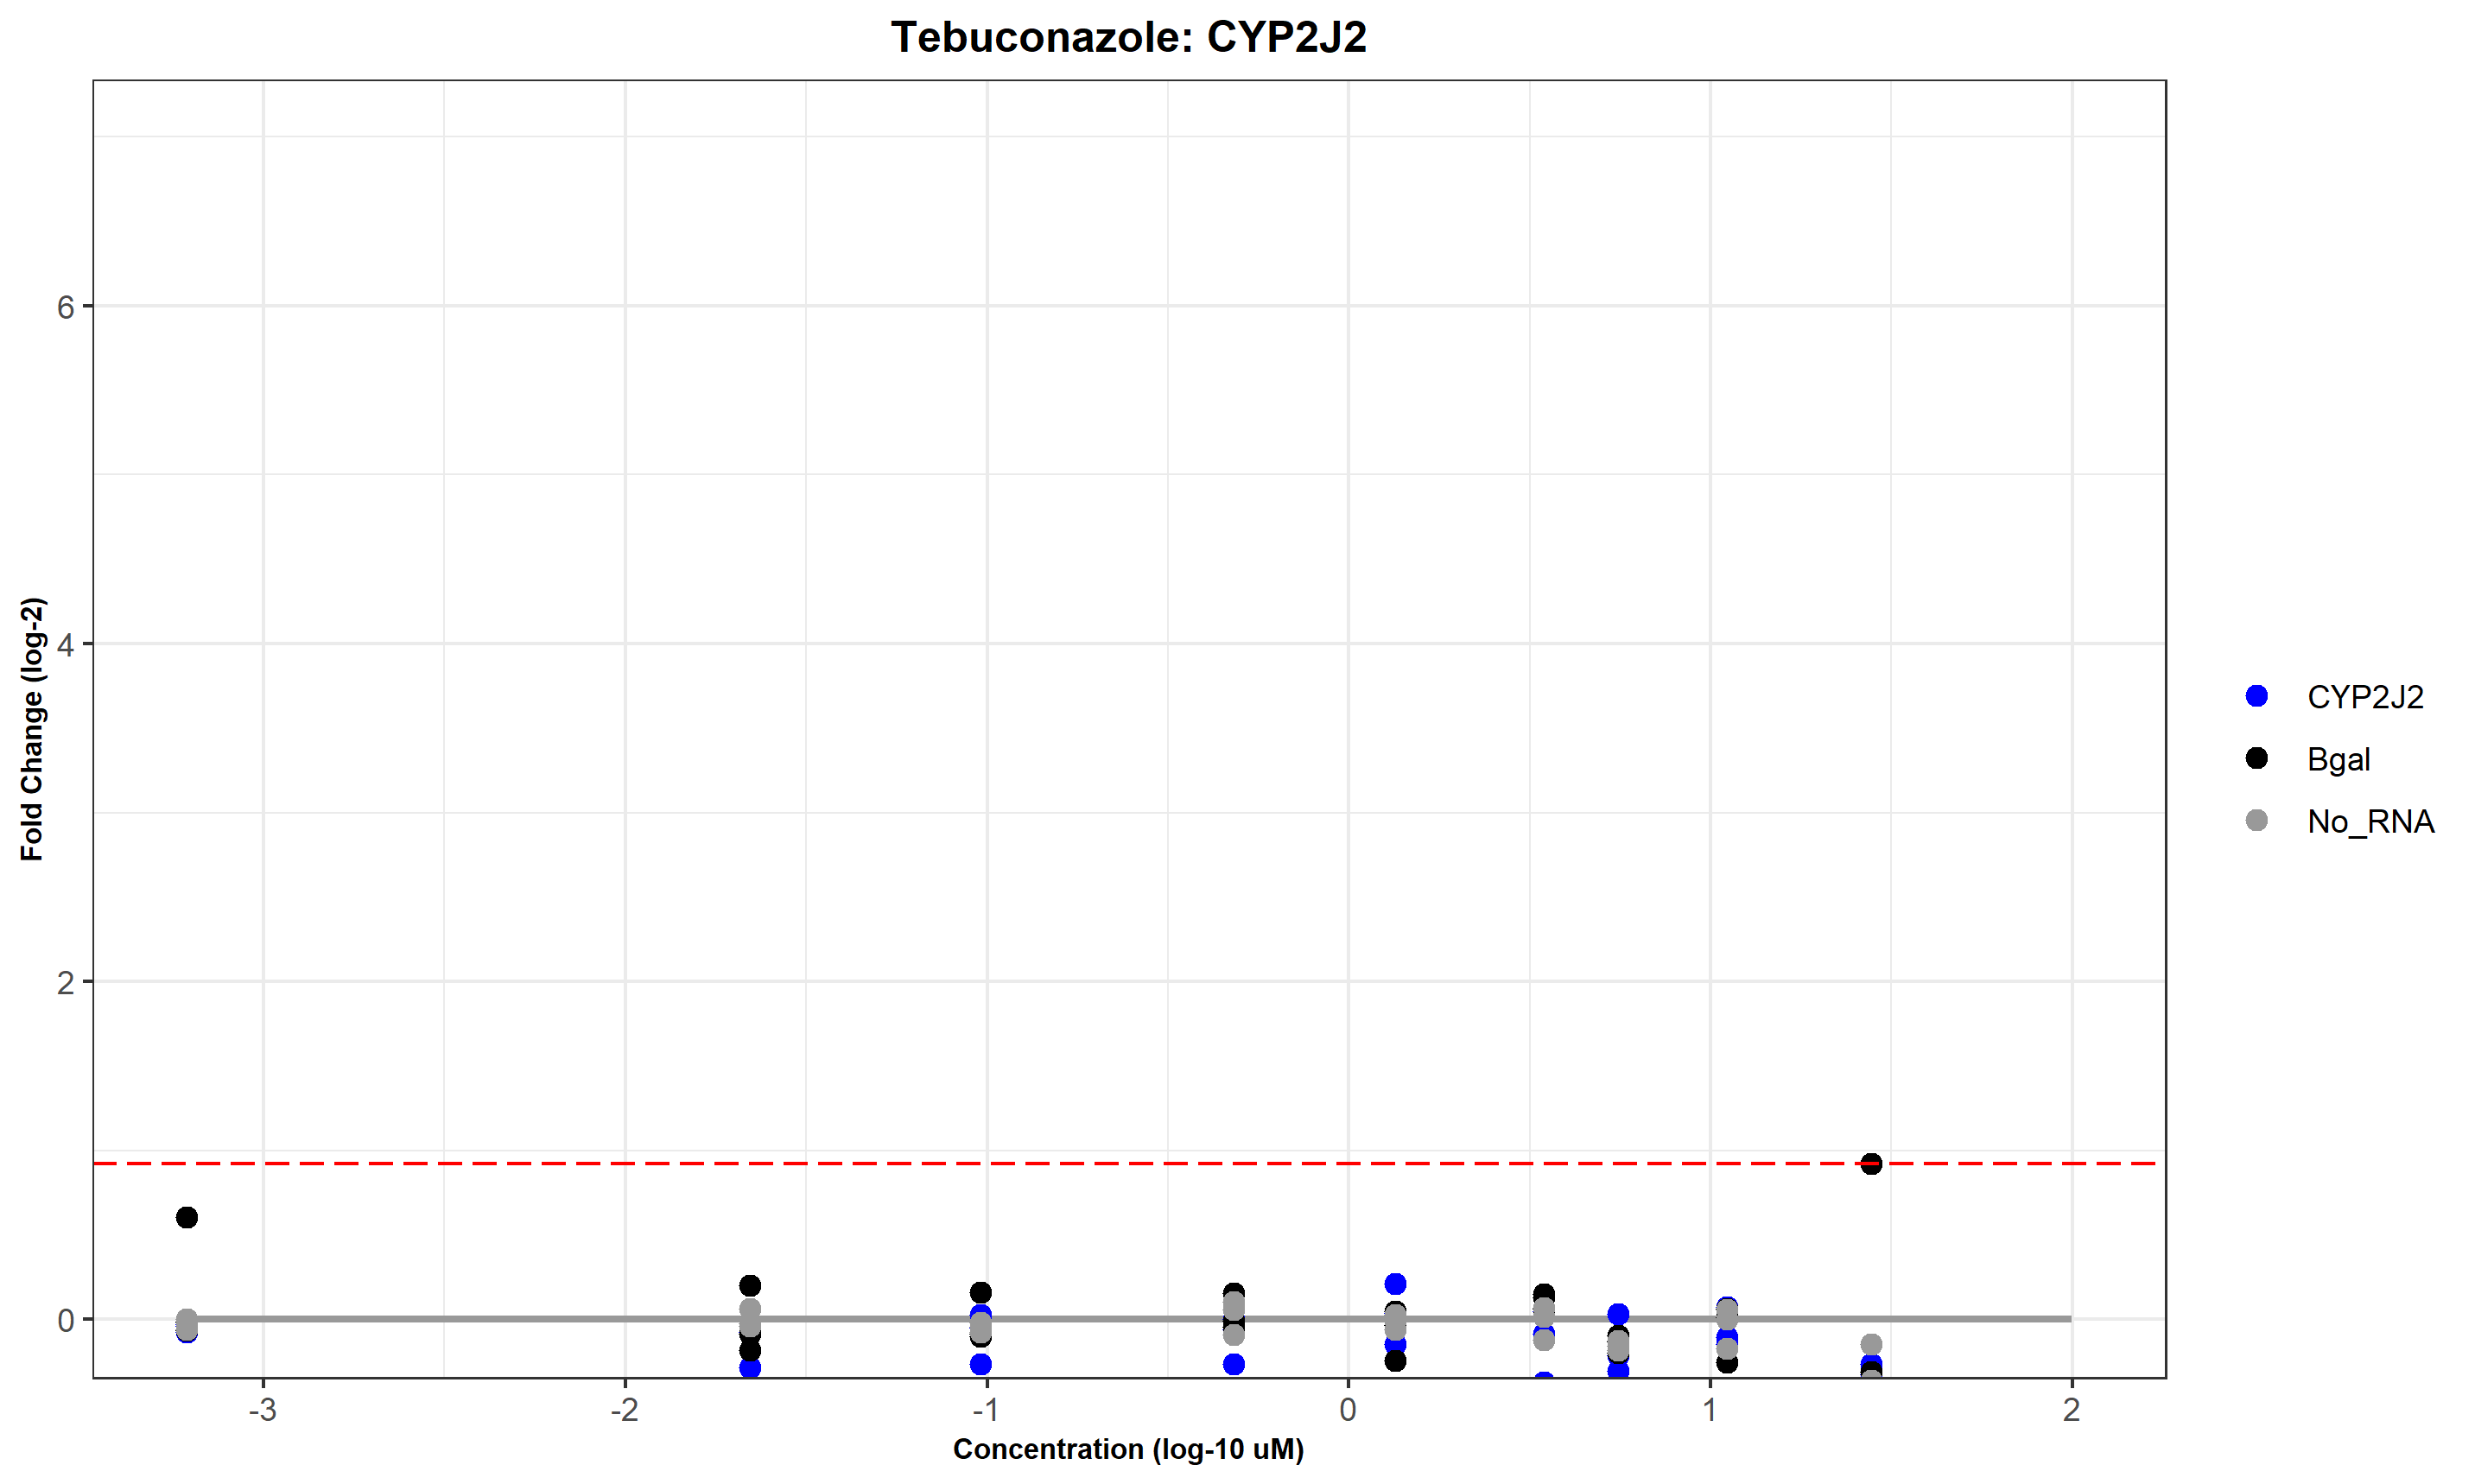 Tebuconazole: CYP2J2
Fold Change (log-2)
6
4
2
0
-3
-2
-1
0
1
2
Concentration (log-10 uM)
CYP2J2
Bgal
No_RNA